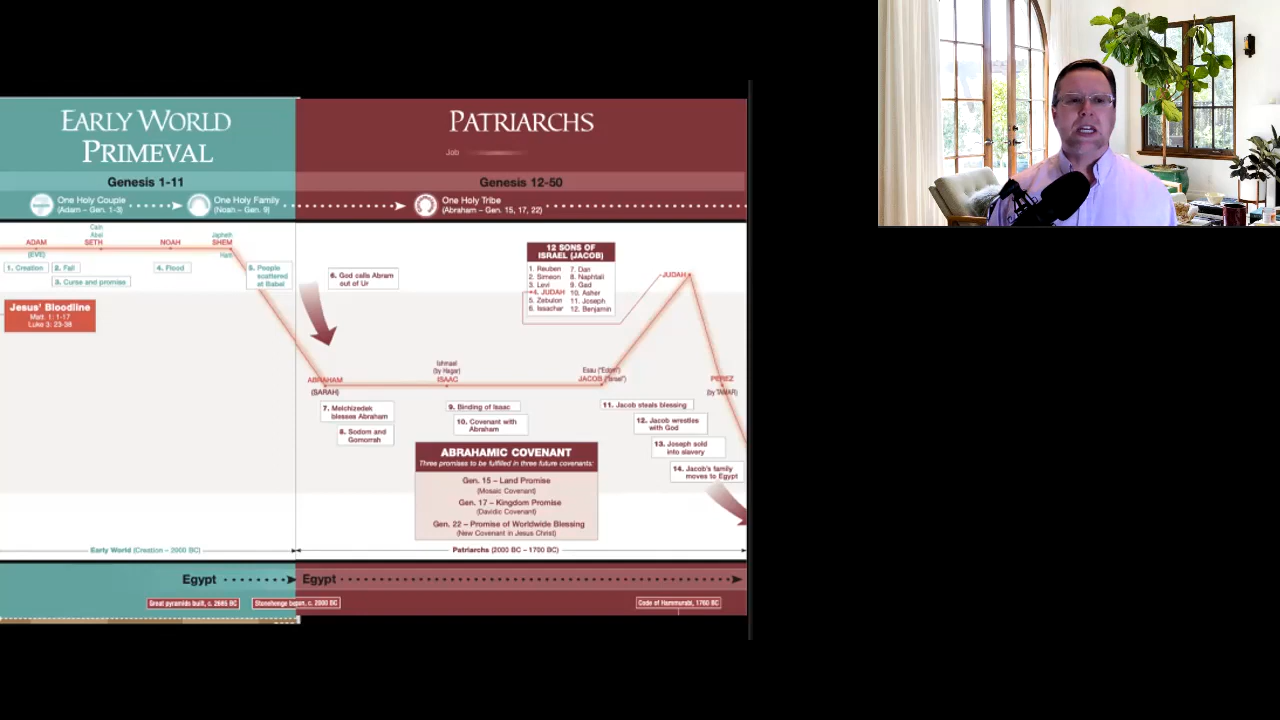 EARLY WORLD
PRIMEVAL
Genesis 1-11
One Holy Couple
(Adam – Gen. 1-3)
One Holy Family
(Noah – Gen. 9)
PATRIARCHS
Job
Genesis 12-50
One Holy Tribe
(Abraham – Gen. 15, 17, 22)
ADAM
(EVE)
Cain
Abel
SETH
NOAH
Japheth
SHEM
Ham
1. Creation
2. Fall
3. Curse and promise
4. Flood
5. People
scattered
at Babel
Jesus' Bloodline
Matt. 1: 1-17
Luke 3: 23-38
6. God calls Abram
out of Ur
12 SONS OF
ISRAEL (JACOB)
1. Reuben
2. Simeon
3. Levi
4. JUDAH
5. Zebulon
6. Issachar
7. Dan
8. Naphtali
9. Gad
10. Asher
11. Joseph
12. Benjamin
JUDAH
ABRAHAM
(SARAH)
Ishmael
(by Hagar)
ISAAC
Esau ("Edom")
JACOB ("Israel")
PEREZ
(by TAMAR)
7. Melchizedek
blesses Abraham
8. Sodom and
Gomorrah
9. Binding of Isaac
10. Covenant with
Abraham
11. Jacob steals blessing
12. Jacob wrestles
with God
13. Joseph sold
into slavery
14. Jacob's family
moves to Egypt
ABRAHAMIC COVENANT
Three promises to be fulfilled in three future covenants:
Gen. 15 – Land Promise
(Mosaic Covenant)
Gen. 17 – Kingdom Promise
(Davidic Covenant)
Gen. 22 – Promise of Worldwide Blessing
(New Covenant in Jesus Christ)
Early World (Creation – 2000 BC)
Patriarchs (2000 BC – 1700 BC)
Egypt
Egypt
Great pyramids built, c. 2665 BC
Stonehenge began, c. 2000 BC
Code of Hammurabi, 1760 BC